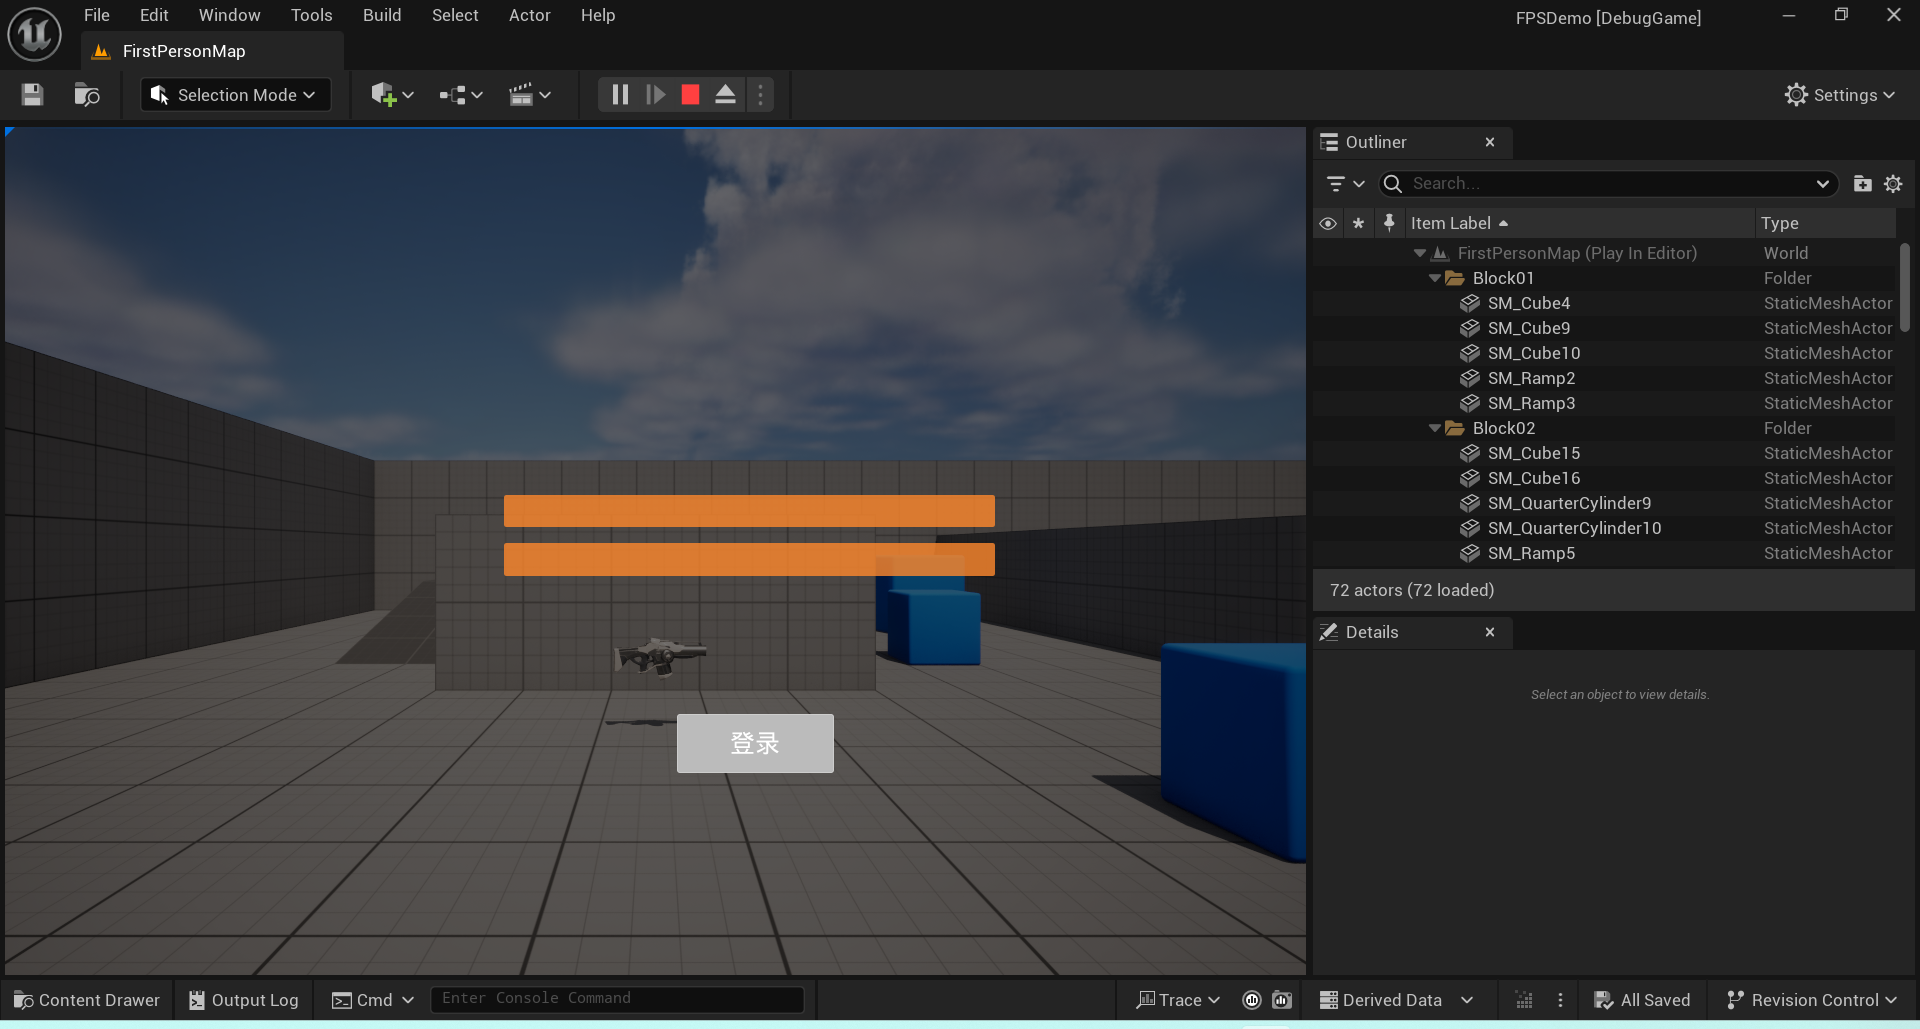 File Edit Window Tools Build Select Actor Help
FPSDemo [DebugGame]
FirstPersonMap
Selection Mode
Settings
Outliner
Search...
Item Label Type
FirstPersonMap (Play In Editor) World
Block01 Folder
SM_Cube4 StaticMeshActor
SM_Cube9 StaticMeshActor
SM_Cube10 StaticMeshActor
SM_Ramp2 StaticMeshActor
SM_Ramp3 StaticMeshActor
Block02 Folder
SM_Cube15 StaticMeshActor
SM_Cube16 StaticMeshActor
SM_QuarterCylinder9 StaticMeshActor
SM_QuarterCylinder10 StaticMeshActor
SM_Ramp5 StaticMeshActor
72 actors (72 loaded)
Details
Select an object to view details.
登录
Content Drawer Output Log Cmd Enter Console Command Trace Derived Data All Saved Revision Control